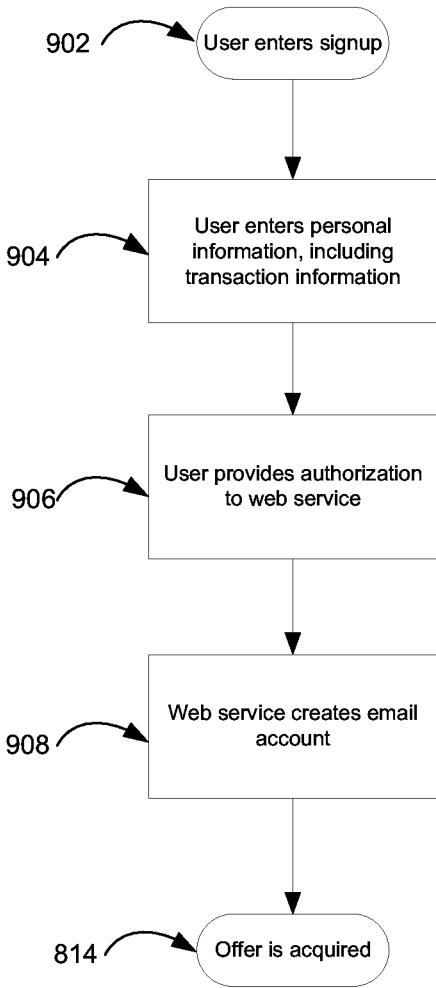 902
User enters signup
904
User enters personal
information, including
transaction information
906
User provides authorization
to web service
908
Web service creates email
account
814
Offer is acquired